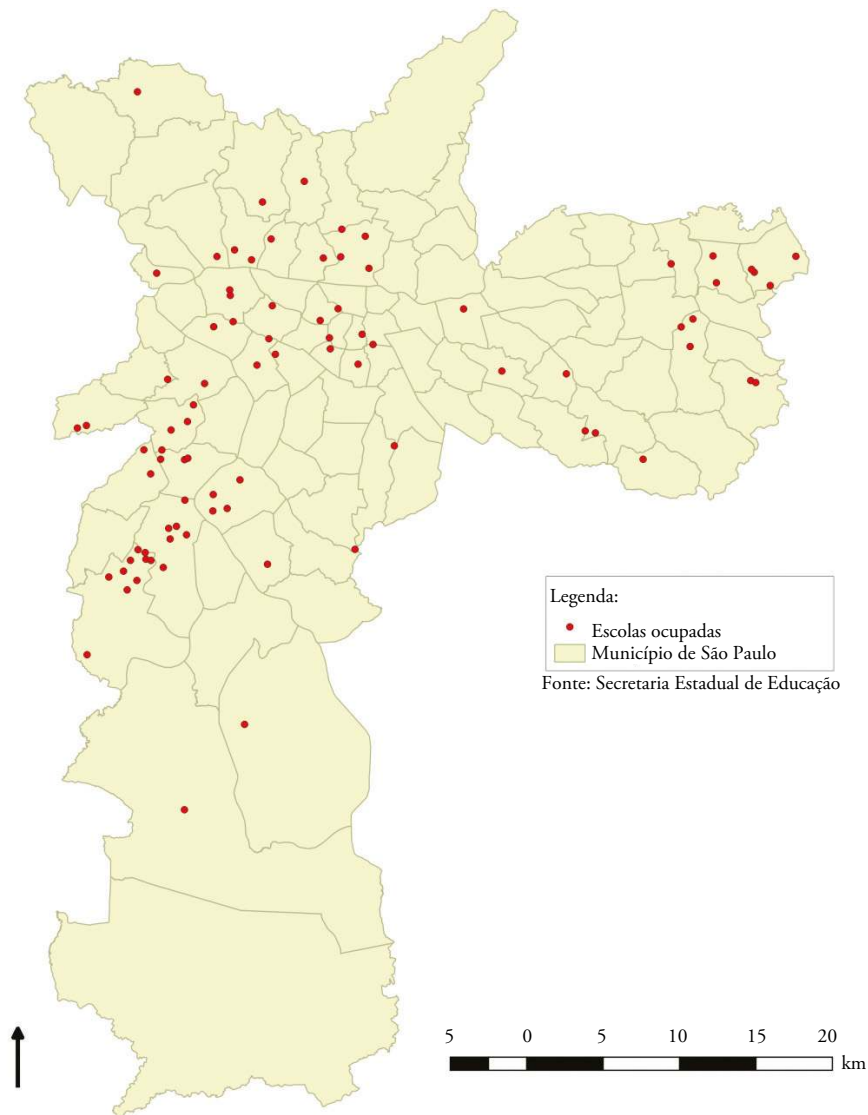 Legenda:
Escolas ocupadas
Município de São Paulo
Fonte: Secretaria Estadual de Educação
5 0 5 10 15 20
km